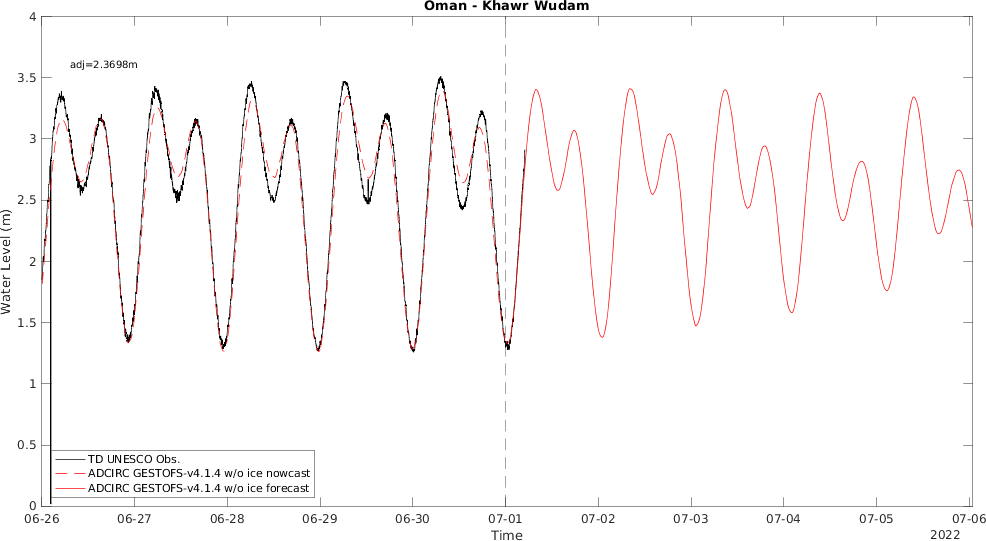 Oman - Khawr Wudam
4
adj=2.3698m
3.5
3
2.5
2
1.5
1
0.5
0
Water Level (m)
TD UNESCO Obs.
ADCIRC GESTOFS-v4.1.4 w/o ice nowcast
ADCIRC GESTOFS-v4.1.4 w/o ice forecast
06-26 06-27 06-28 06-29 06-30 07-01 07-02 07-03 07-04 07-05 07-06
Time
2022